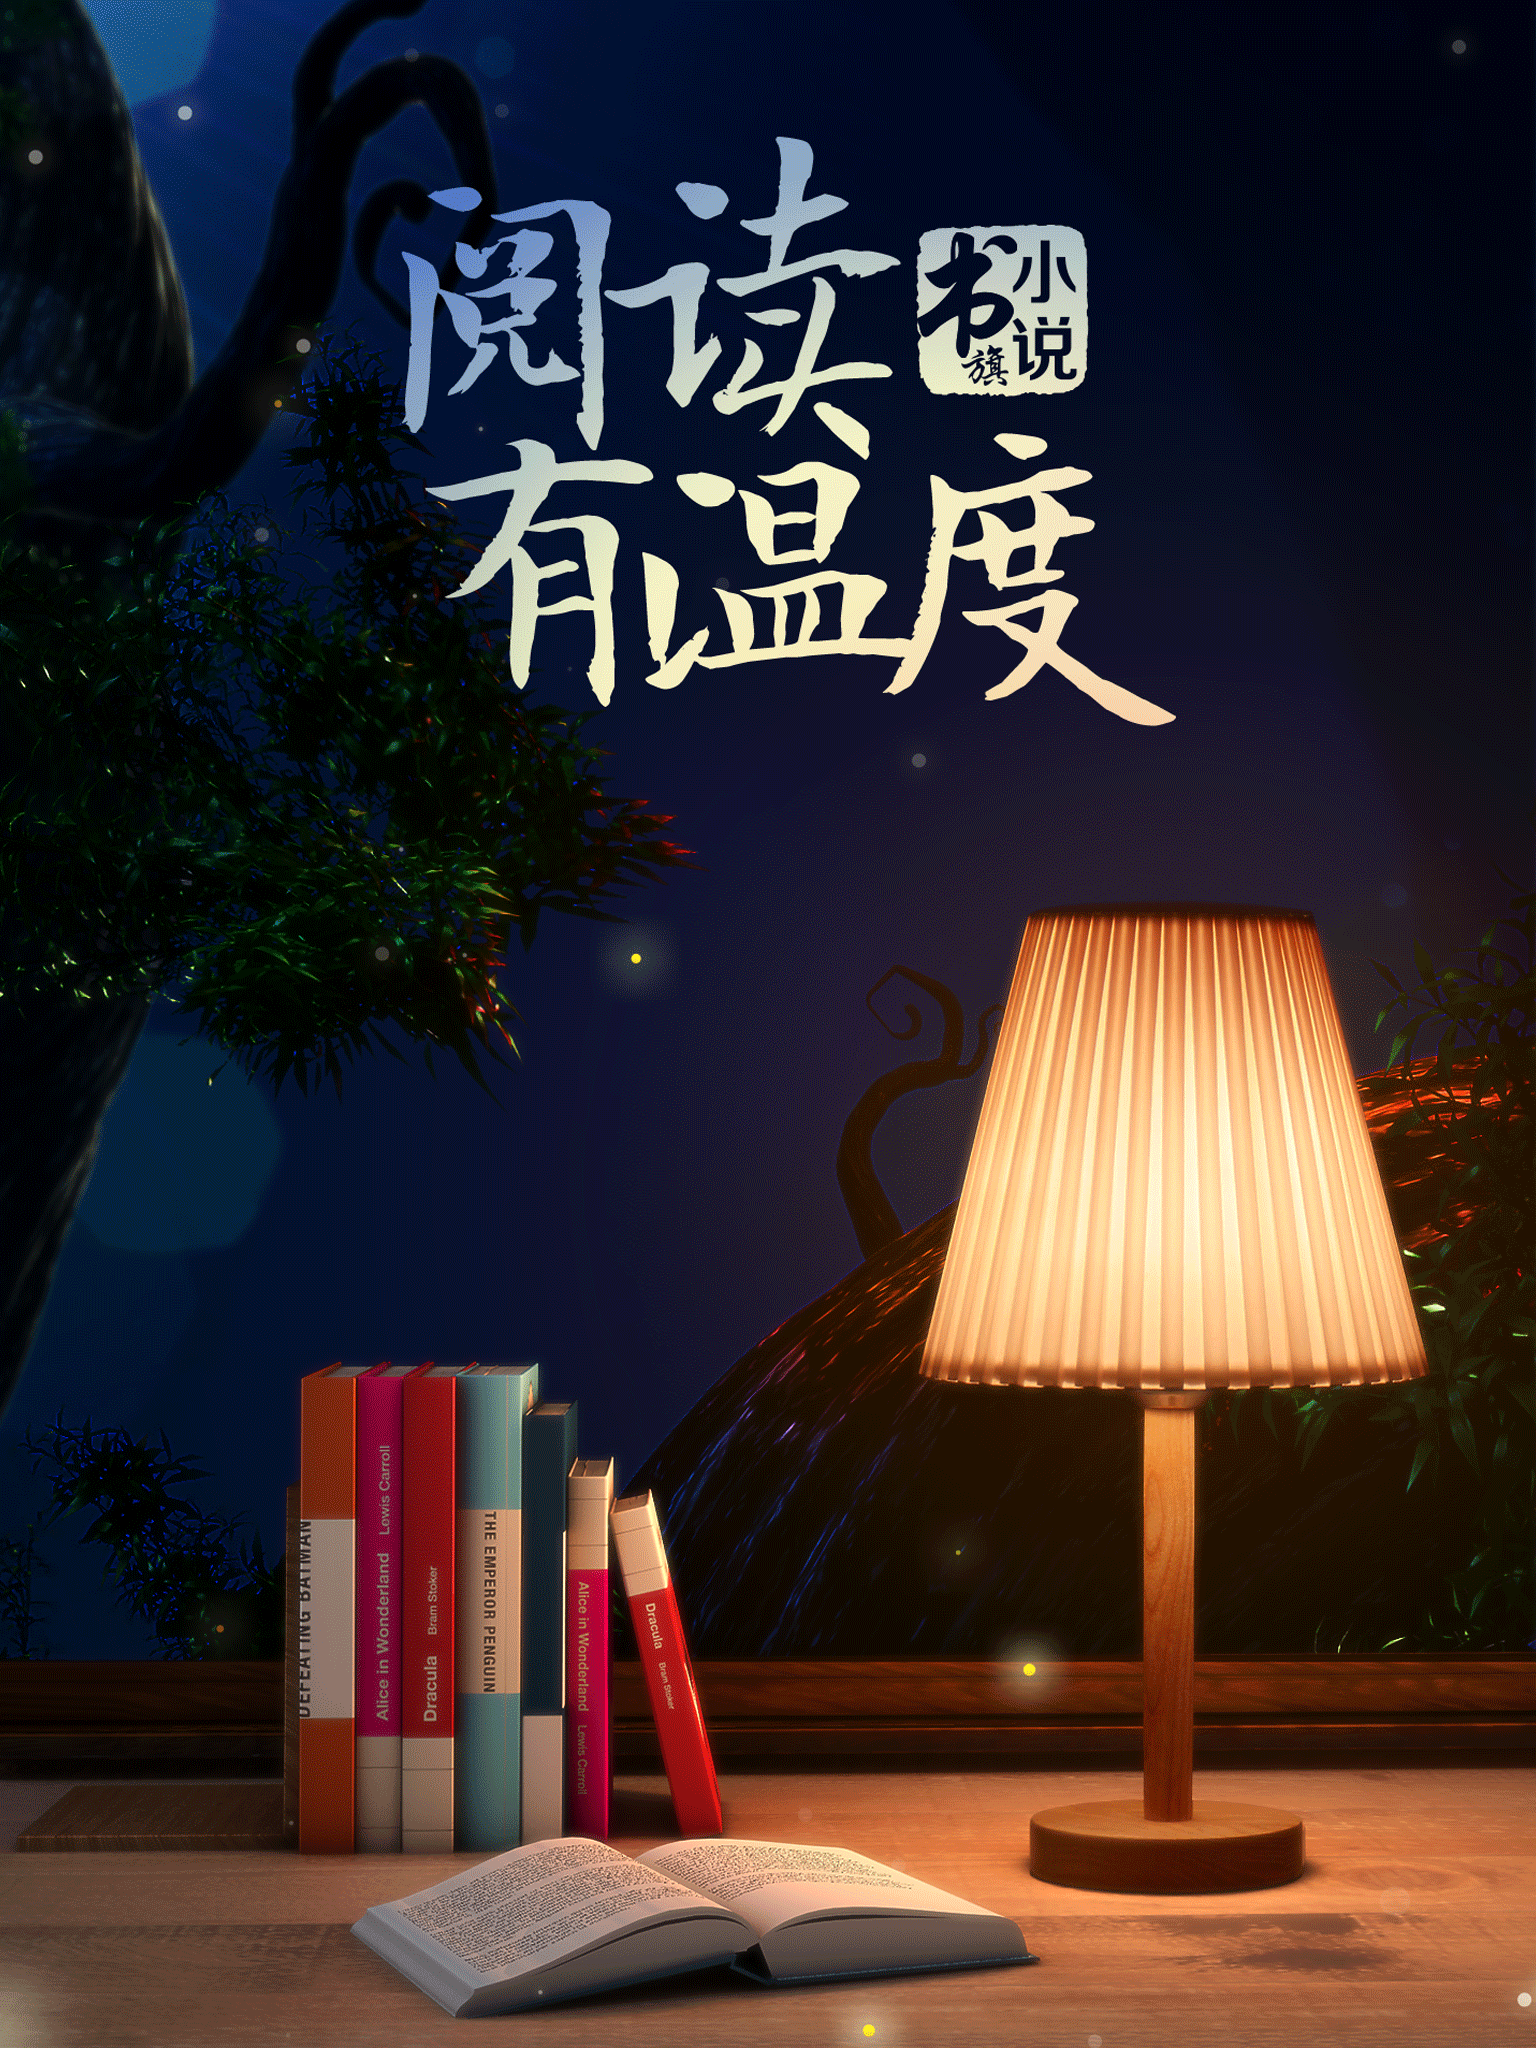 阅读
书旗小说
有温度
DEFEATING BATMAN
Alice in Wonderland Lewis Carroll
Dracula Bram Stoker
THE EMPEROR PENGUIN
Alice in Wonderland Lewis Carroll
Dracula Bram Stoker